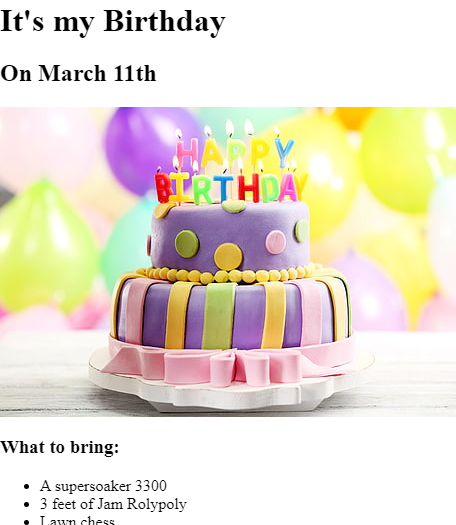 It's my Birthday
On March 11th
HAPPY
BIRTHDAY
What to bring:
A supersoaker 3300
3 feet of Jam Rolypoly
Lawn chess